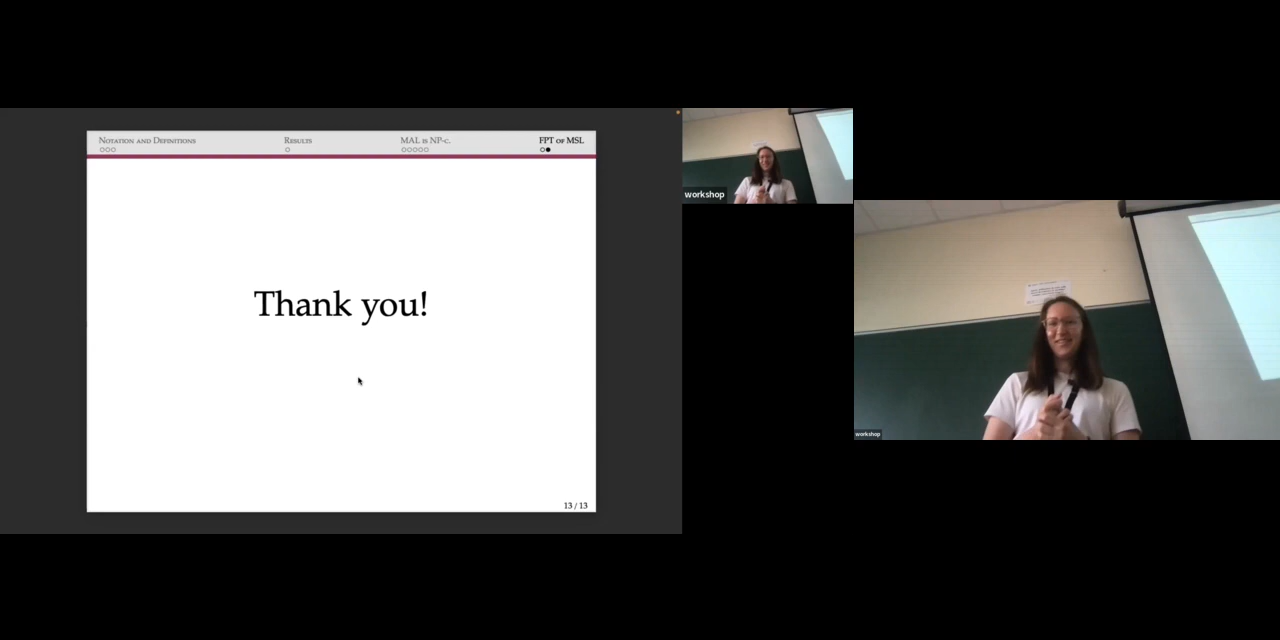 Notation and Definitions
Results
MAL is NP-c.
FPT of MSL
Thank you!
13 / 13
workshop
workshop